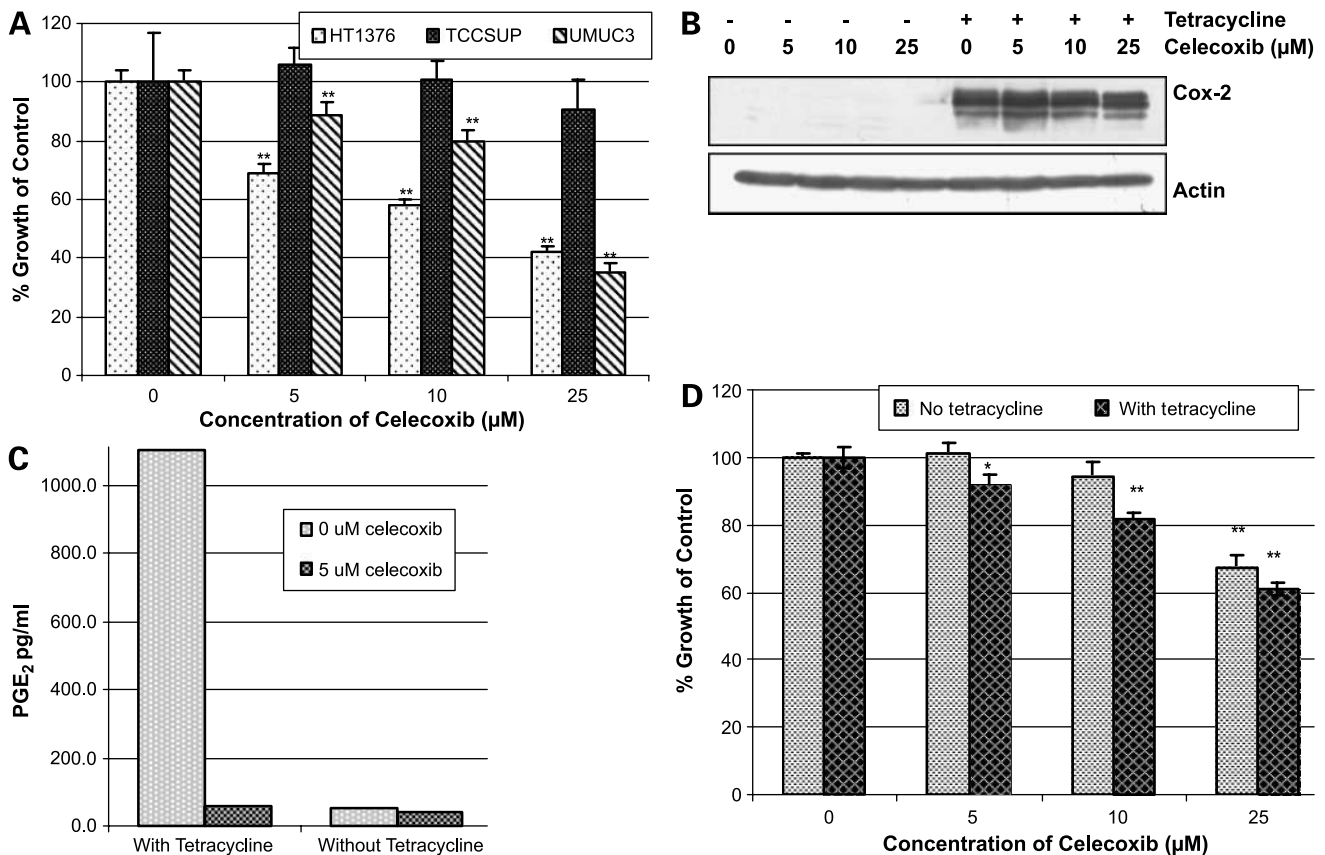 A
120
100
80
60
40
20
0
% Growth of Control
HT1376 TCCSUP UMUC3
** ** ** ** ** **
0 5 10 25
Concentration of Celecoxib (µM)
B
- - - - + + + + Tetracycline
0 5 10 25 0 5 10 25 Celecoxib (µM)
Cox-2
Actin
C
1000.0
800.0
600.0
400.0
200.0
0.0
PGE2 pg/ml
0 uM celecoxib
5 uM celecoxib
With Tetracycline Without Tetracycline
D
120
100
80
60
40
20
0
% Growth of Control
No tetracycline With tetracycline
* ** ** **
0 5 10 25
Concentration of Celecoxib (µM)